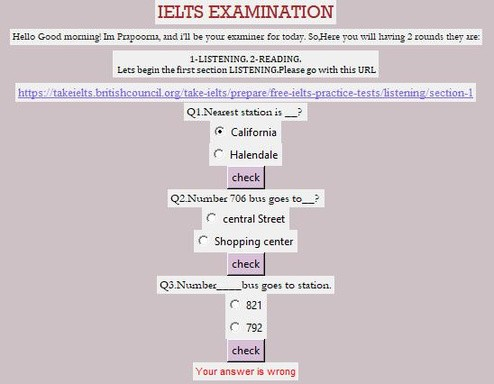 IELTS EXAMINATION
Hello Good morning! Im Prapoorna, and i'll be your examiner for today. So,Here you will having 2 rounds they are:
1-LISTENING. 2-READING.
Lets begin the first section LISTENING.Please go with this URL
https://takeielts.britishcouncil.org/take-ielts/prepare/free-ielts-practice-tests/listening/section-1
Q1.Nearest station is __?
California
Halendale
check
Q2.Number 706 bus goes to__?
central Street
Shopping center
check
Q3.Number____bus goes to station.
821
792
check
Your answer is wrong